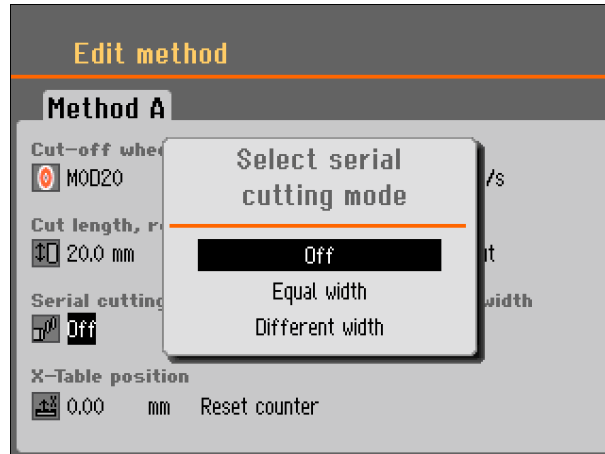 Edit method
Method A
Cut-off whee
MOD20
/s
Select serial
cutting mode
Off
Equal width
Different width
Cut length, r
20.0 mm
Serial cutting
width
Off
X-Table position
0.00 mm Reset counter